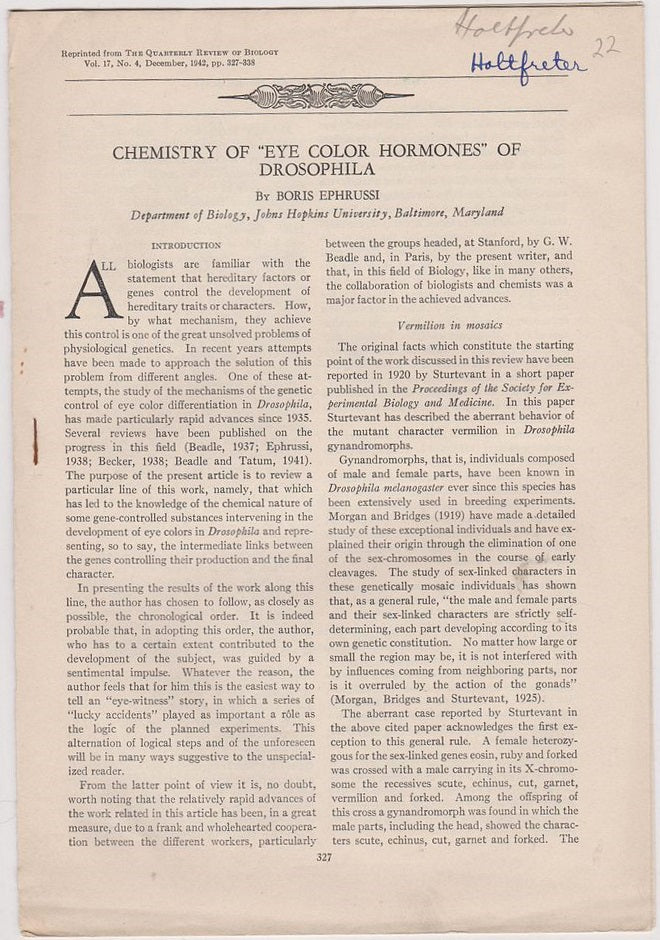 Holtfreter
Holtfreter
22
Reprinted from THE QUARTERLY REVIEW OF BIOLOGY
Vol. 17, No. 4, December, 1942, pp. 327-338
CHEMISTRY OF "EYE COLOR HORMONES" OF
DROSOPHILA
BY BORIS EPHRUSSI
Department of Biology, Johns Hopkins University, Baltimore, Maryland
INTRODUCTION
ALL biologists are familiar with the
statement that hereditary factors or
genes control the development of
hereditary traits or characters. How,
by what mechanism, they achieve
this control is one of the great unsolved problems of
physiological genetics. In recent years attempts
have been made to approach the solution of this
problem from different angles. One of these at-
tempts, the study of the mechanisms of the genetic
control of eye color differentiation in Drosophila,
has made particularly rapid advances since 1935.
Several reviews have been published on the
progress in this field (Beadle, 1937; Ephrussi,
1938; Becker, 1938; Beadle and Tatum, 1941).
The purpose of the present article is to review a
particular line of this work, namely, that which
has led to the knowledge of the chemical nature of
some gene-controlled substances intervening in the
development of eye colors in Drosophila and repre-
senting, so to say, the intermediate links between
the genes controlling their production and the final
character.
In presenting the results of the work along this
line, the author has chosen to follow, as closely as
possible, the chronological order. It is indeed
probable that, in adopting this order, the author,
who has to a certain extent contributed to the
development of the subject, was guided by a
sentimental impulse. Whatever the reason, the
author feels that for him this is the easiest way to
tell an "eye-witness" story, in which a series of
"lucky accidents" played as important a rôle as
the logic of the planned experiments. This
alternation of logical steps and of the unforeseen
will be in many ways suggestive to the unspecial-
ized reader.
From the latter point of view it is, no doubt,
worth noting that the relatively rapid advances of
the work related in this article has been, in a great
measure, due to a frank and wholehearted coopera-
tion between the different workers, particularly
between the groups headed, at Stanford, by G. W.
Beadle and, in Paris, by the present writer, and
that, in this field of Biology, like in many others,
the collaboration of biologists and chemists was a
major factor in the achieved advances.
Vermilion in mosaics
The original facts which constitute the starting
point of the work discussed in this review have been
reported in 1920 by Sturtevant in a short paper
published in the Proceedings of the Society for Ex-
perimental Biology and Medicine. In this paper
Sturtevant has described the aberrant behavior of
the mutant character vermilion in Drosophila
gynandromorphs.
Gynandromorphs, that is, individuals composed
of male and female parts, have been known in
Drosophila melanogaster ever since this species has
been extensively used in breeding experiments.
Morgan and Bridges (1919) have made a detailed
study of these exceptional individuals and have ex-
plained their origin through the elimination of one
of the sex-chromosomes in the course of early
cleavages. The study of sex-linked characters in
these genetically mosaic individuals has shown
that, as a general rule, "the male and female parts
and their sex-linked characters are strictly self-
determining, each part developing according to its
own genetic constitution. No matter how large or
small the region may be, it is not interfered with
by influences coming from neighboring parts, nor
is it overruled by the action of the gonads"
(Morgan, Bridges and Sturtevant, 1925).
The aberrant case reported by Sturtevant in
the above cited paper acknowledges the first ex-
ception to this general rule. A female heterozy-
gous for the sex-linked genes eosin, ruby and forked
was crossed with a male carrying in its X-chromo-
some the recessives scute, echinus, cut, garnet,
vermilion and forked. Among the offspring of
this cross a gynandromorph was found in which the
male parts, including the head, showed the charac-
ters scute, echinus, cut, garnet and forked. The
327